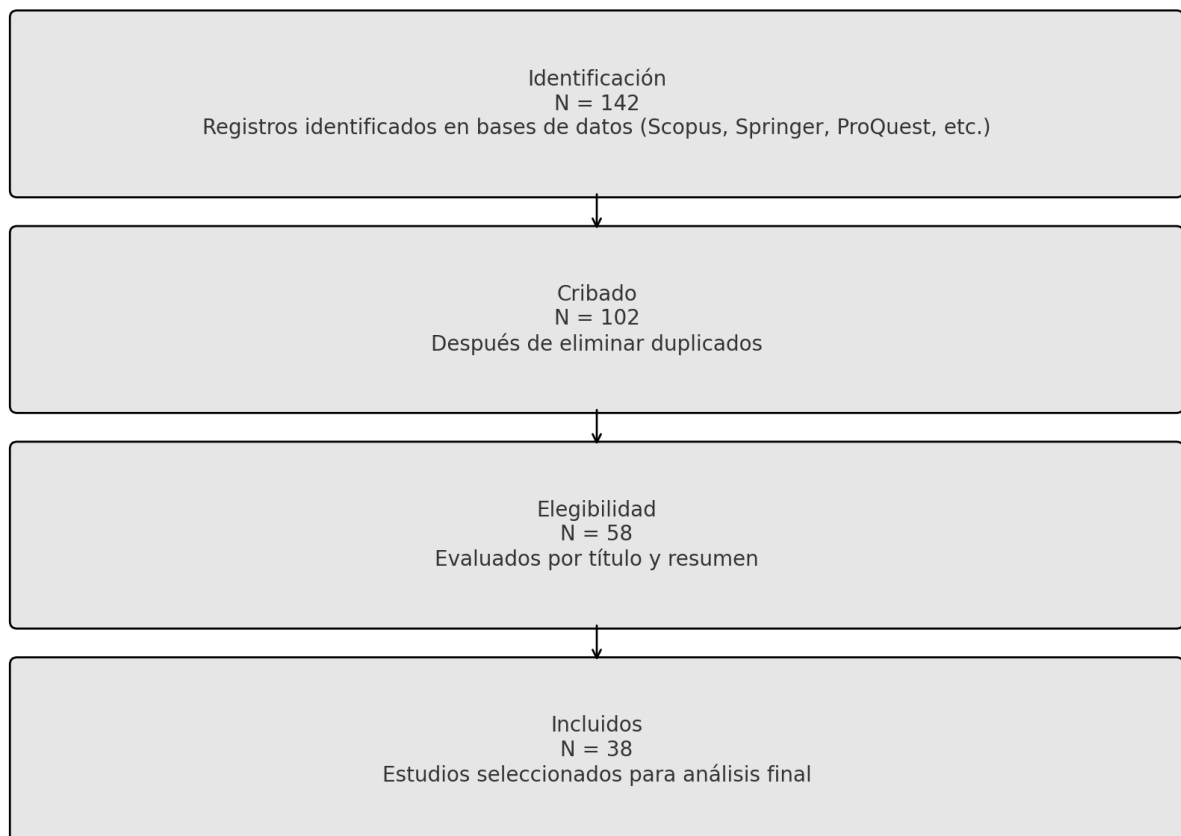 Identificación
N = 142
Registros identificados en bases de datos (Scopus, Springer, ProQuest, etc.)
Cribado
N = 102
Después de eliminar duplicados
Elegibilidad
N = 58
Evaluados por título y resumen
Incluidos
N = 38
Estudios seleccionados para análisis final